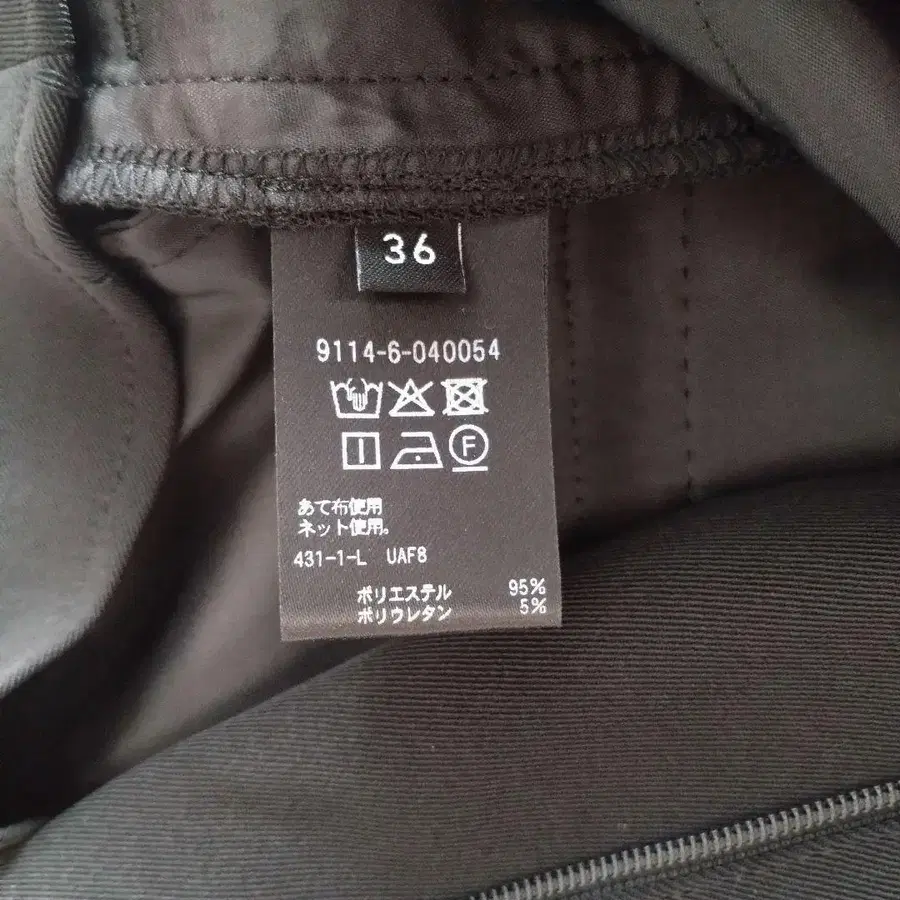 36
9114-6-040054
F
あて布使用
ネット使用。
431-1-L UAF8
ポリエステル 95%
ポリウレタン 5%